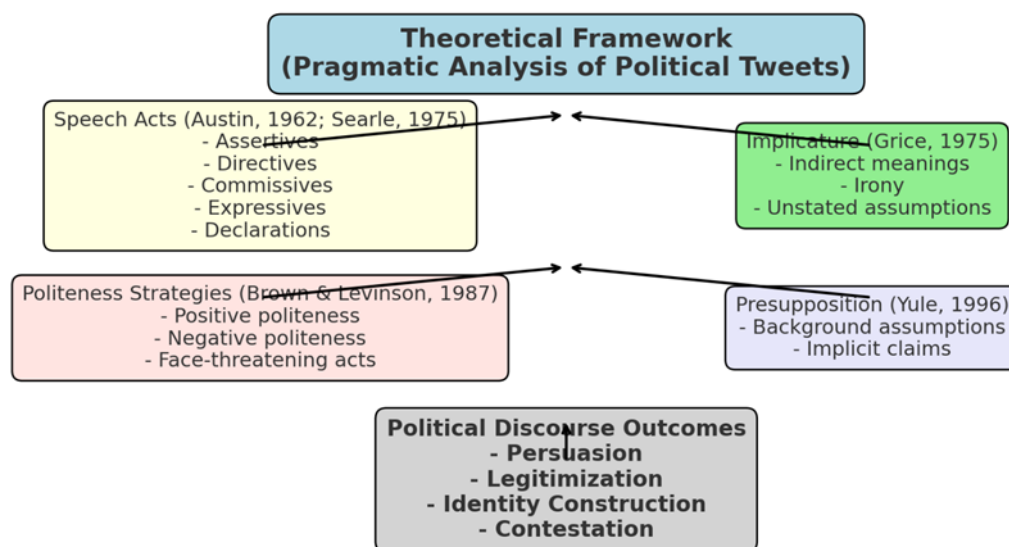 Theoretical Framework
(Pragmatic Analysis of Political Tweets)
Speech Acts (Austin, 1962; Searle, 1975)
- Assertives
- Directives
- Commissives
- Expressives
- Declarations
Implicature (Grice, 1975)
- Indirect meanings
- Irony
- Unstated assumptions
Politeness Strategies (Brown & Levinson, 1987)
- Positive politeness
- Negative politeness
- Face-threatening acts
Presupposition (Yule, 1996)
- Background assumptions
- Implicit claims
Political Discourse Outcomes
- Persuasion
- Legitimization
- Identity Construction
- Contestation